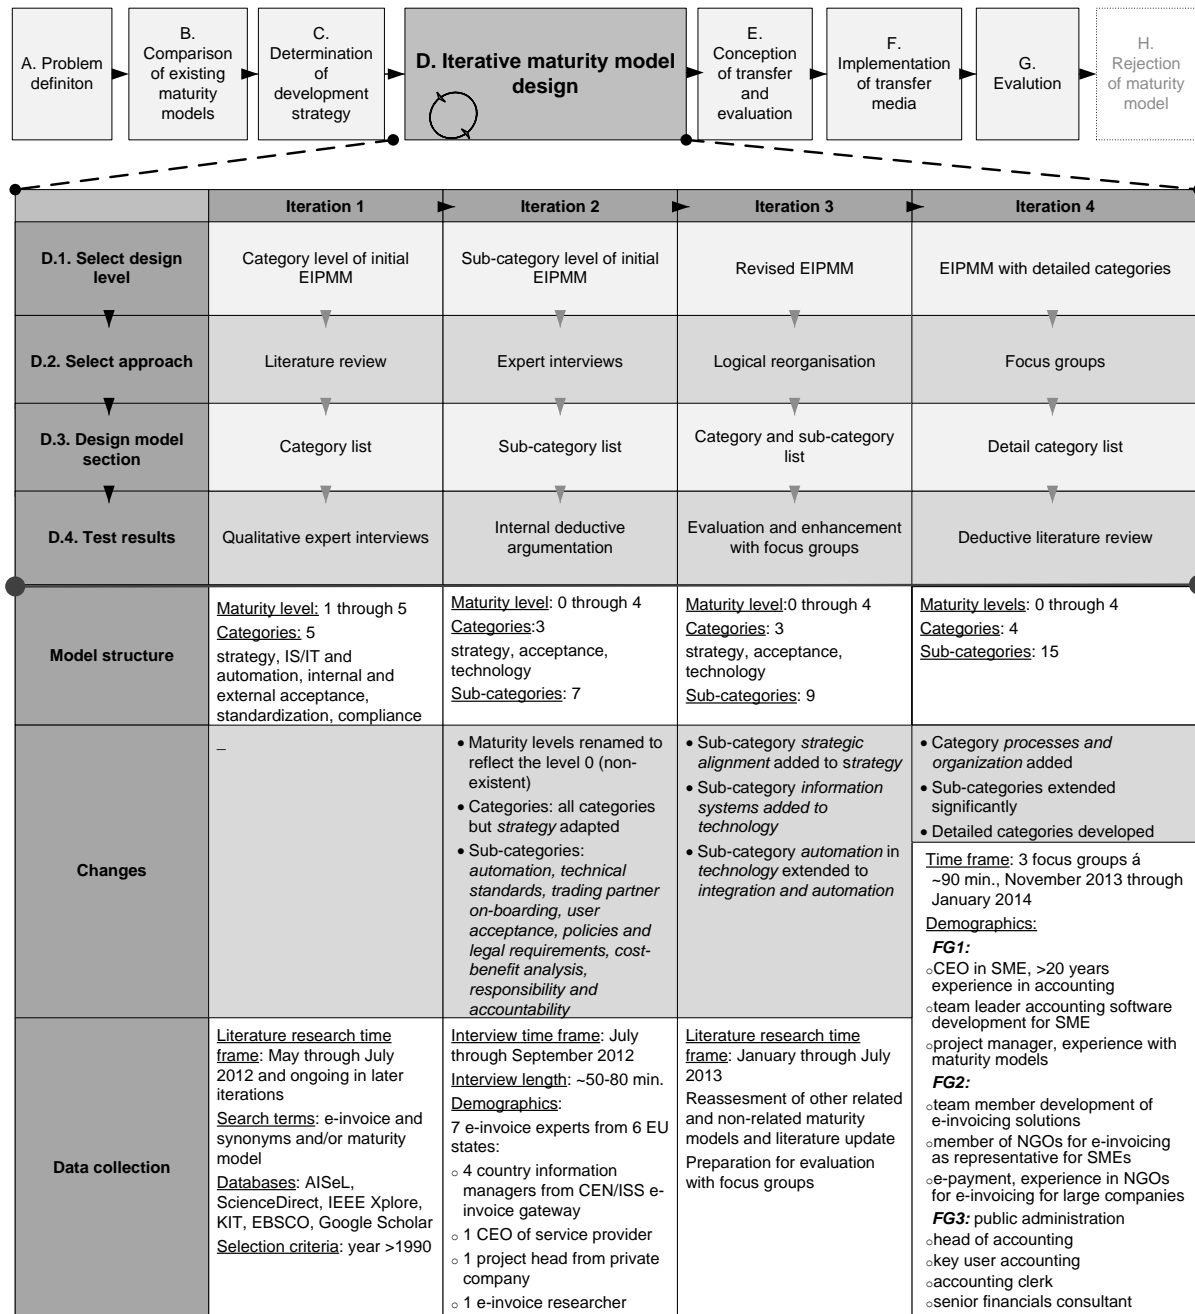 A. Problem
definiton
B.
Comparison
of existing
maturity
models
C.
Determination
of
development
strategy
D. Iterative maturity model
design
E.
Conception
of transfer
and
evaluation
F.
Implementation
of transfer
media
G.
Evalution
H.
Rejection
of maturity
model
Iteration 1
Iteration 2
Iteration 3
Iteration 4
D.1. Select design
level
Category level of initial
EIPMM
Sub-category level of initial
EIPMM
Revised EIPMM
EIPMM with detailed categories
D.2. Select approach
Literature review
Expert interviews
Logical reorganisation
Focus groups
D.3. Design model
section
Category list
Sub-category list
Category and sub-category
list
Detail category list
D.4. Test results
Qualitative expert interviews
Internal deductive
argumentation
Evaluation and enhancement
with focus groups
Deductive literature review
Model structure
Maturity level: 1 through 5
Categories: 5
strategy, IS/IT and
automation, internal and
external acceptance,
standardization, compliance
Maturity level: 0 through 4
Categories:3
strategy, acceptance,
technology
Sub-categories: 7
Maturity level:0 through 4
Categories: 3
strategy, acceptance,
technology
Sub-categories: 9
Maturity levels: 0 through 4
Categories: 4
Sub-categories: 15
Changes
–
• Maturity levels renamed to
reflect the level 0 (non-
existent)
• Categories: all categories
but strategy adapted
• Sub-categories:
automation, technical
standards, trading partner
on-boarding, user
acceptance, policies and
legal requirements, cost-
benefit analysis,
responsibility and
accountability
• Sub-category strategic
alignment added to strategy
• Sub-category information
systems added to
technology
• Sub-category automation in
technology extended to
integration and automation
• Category processes and
organization added
• Sub-categories extended
significantly
• Detailed categories developed
Data collection
Literature research time
frame: May through July
2012 and ongoing in later
iterations
Search terms: e-invoice and
synonyms and/or maturity
model
Databases: AISeL,
ScienceDirect, IEEE Xplore,
KIT, EBSCO, Google Scholar
Selection criteria: year >1990
Interview time frame: July
through September 2012
Interview length: ~50-80 min.
Demographics:
7 e-invoice experts from 6 EU
states:
○ 4 country information
managers from CEN/ISS e-
invoice gateway
○ 1 CEO of service provider
○ 1 project head from private
company
○ 1 e-invoice researcher
Literature research time
frame: January through July
2013
Reassesment of other related
and non-related maturity
models and literature update
Preparation for evaluation
with focus groups
Time frame: 3 focus groups á
~90 min., November 2013 through
January 2014
Demographics:
FG1:
○CEO in SME, >20 years
experience in accounting
○team leader accounting software
development for SME
○project manager, experience with
maturity models
FG2:
○team member development of
e-invoicing solutions
○member of NGOs for e-invoicing
as representative for SMEs
○e-payment, experience in NGOs
for e-invoicing for large companies
FG3: public administration
○head of accounting
○key user accounting
○accounting clerk
○senior financials consultant